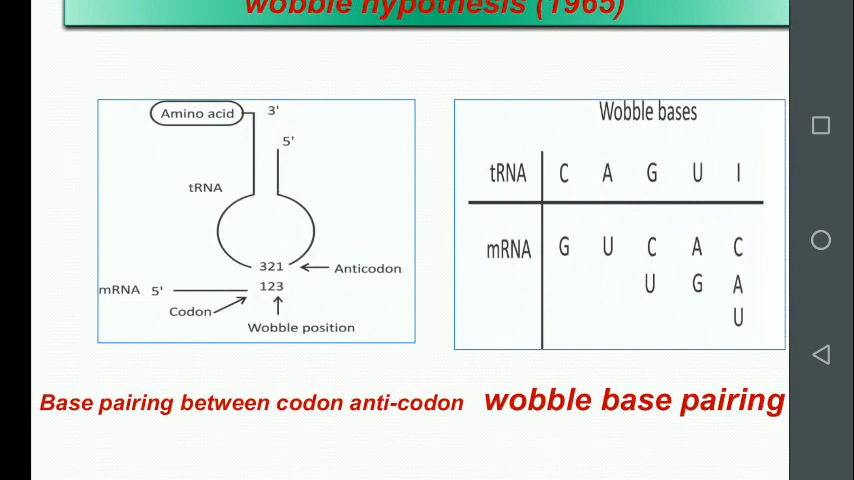 wobble hypothesis (1965)
Amino acid
3'
5'
tRNA
321
Anticodon
mRNA 5'
123
Codon
Wobble position
Wobble bases
tRNA C A G U I
mRNA G U C A C
U G A
U
Base pairing between codon anti-codon
wobble base pairing